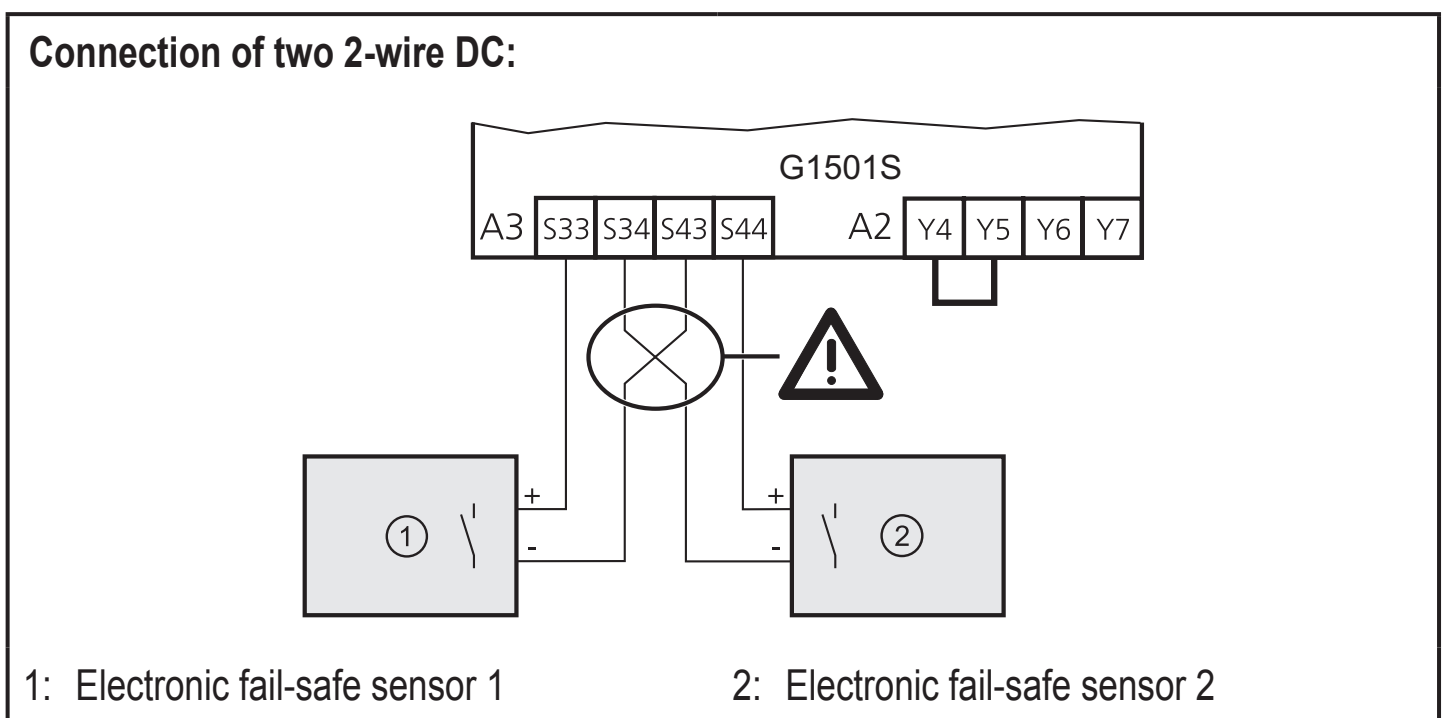 Connection of two 2-wire DC:
G1501S
A3 S33 S34 S43 S44 A2 Y4 Y5 Y6 Y7
!
+ +
1 2
- -
1: Electronic fail-safe sensor 1 2: Electronic fail-safe sensor 2